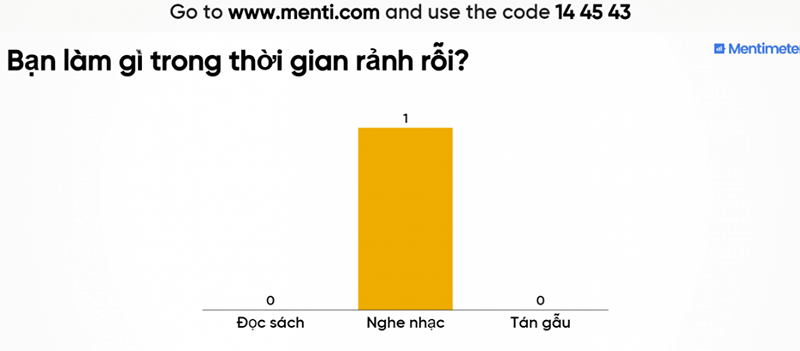 Go to www.menti.com and use the code 14 45 43
Mentimeter
Bạn làm gì trong thời gian rảnh rỗi?
1
0
0
Đọc sách
Nghe nhạc
Tán gẫu